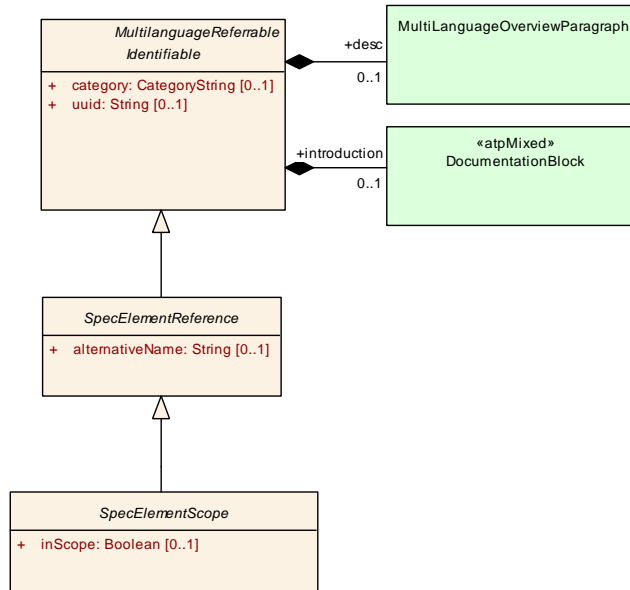 MultilanguageReferrable
Identifiable
+ category: CategoryString [0..1]
+ uuid: String [0..1]
+desc
0..1
MultiLanguageOverviewParagraph
+introduction
0..1
«atpMixed»
DocumentationBlock
SpecElementReference
+ alternativeName: String [0..1]
SpecElementScope
+ inScope: Boolean [0..1]